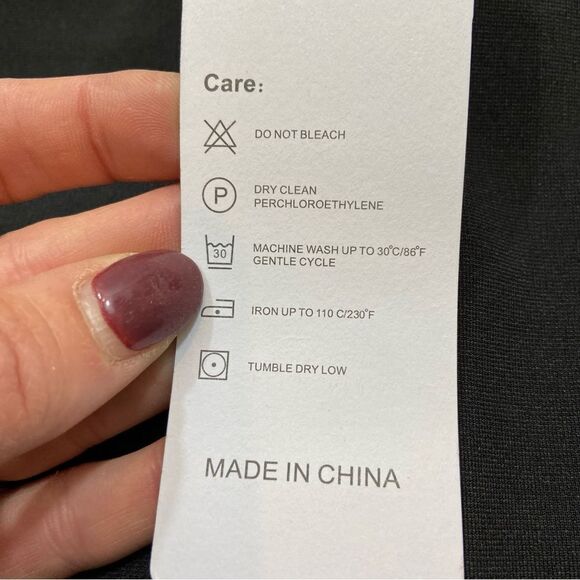 Care:
DO NOT BLEACH
P
DRY CLEAN
PERCHLOROETHYLENE
30
MACHINE WASH UP TO 30°C/86°F
GENTLE CYCLE
IRON UP TO 110 C/230°F
TUMBLE DRY LOW
MADE IN CHINA